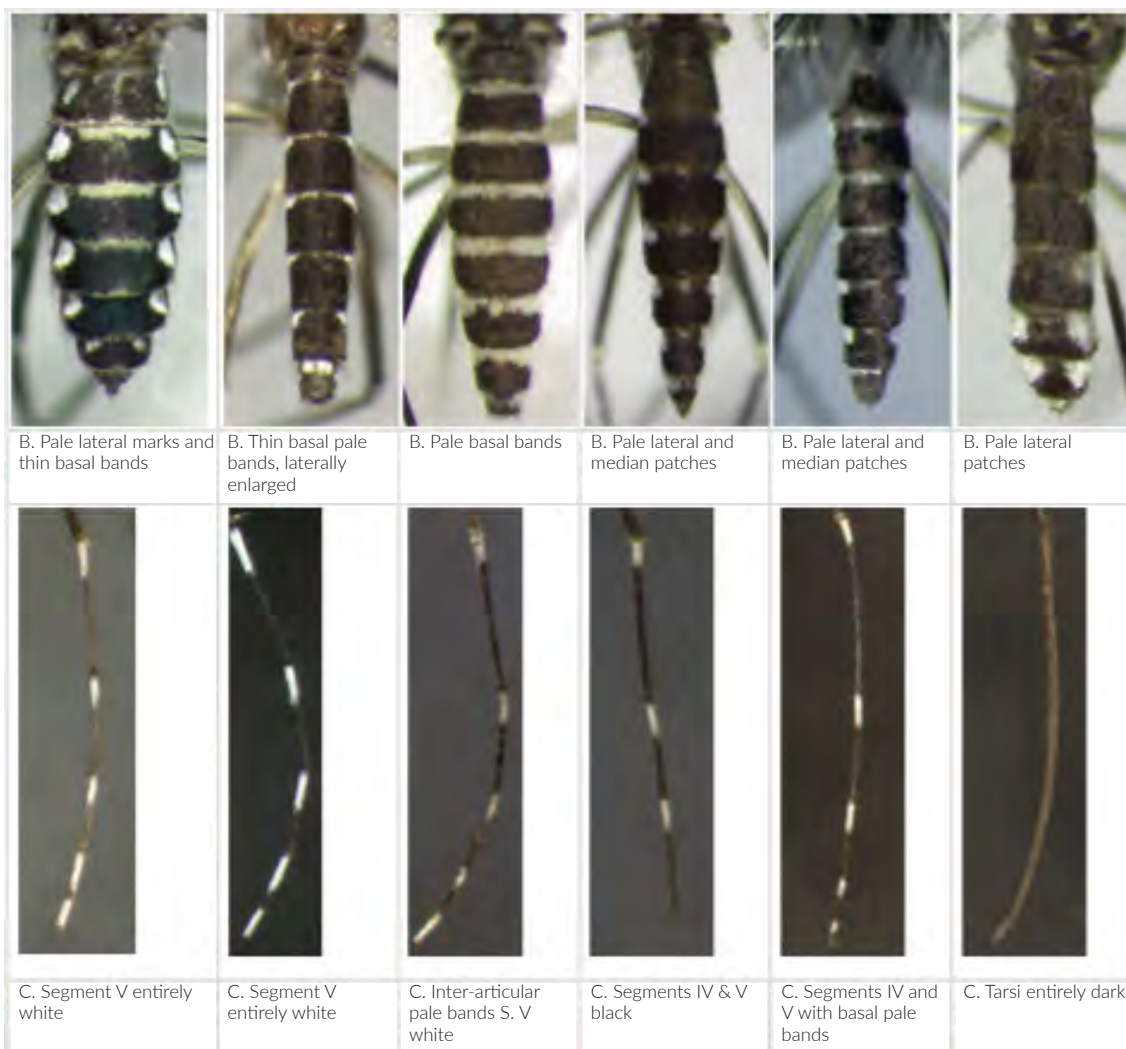 B. Pale lateral marks and
thin basal bands
B. Thin basal pale
bands, laterally
enlarged
B. Pale basal bands
B. Pale lateral and
median patches
B. Pale lateral and
median patches
B. Pale lateral
patches
C. Segment V entirely
white
C. Segment V
entirely white
C. Inter-articular
pale bands S. V
white
C. Segments IV & V
black
C. Segments IV and
V with basal pale
bands
C. Tarsi entirely dark